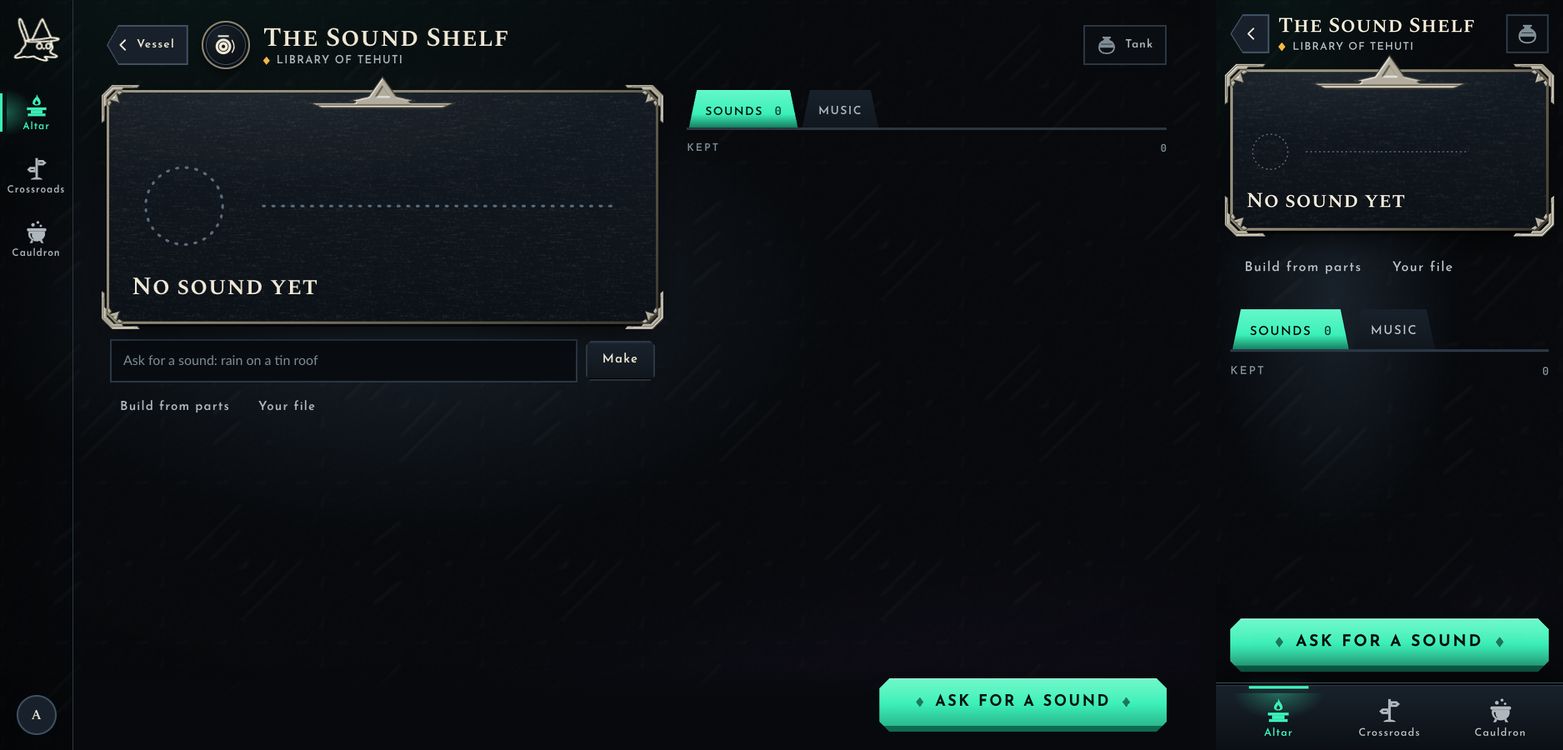 Vessel
The Sound Shelf
LIBRARY OF TEHUTI
Tank
Altar
Crossroads
Cauldron
A
No sound yet
Ask for a sound: rain on a tin roof
Make
Build from parts
Your file
SOUNDS 0
MUSIC
KEPT 0
ASK FOR A SOUND
The Sound Shelf
LIBRARY OF TEHUTI
No sound yet
Build from parts
Your file
SOUNDS 0
MUSIC
KEPT 0
ASK FOR A SOUND
Altar
Crossroads
Cauldron